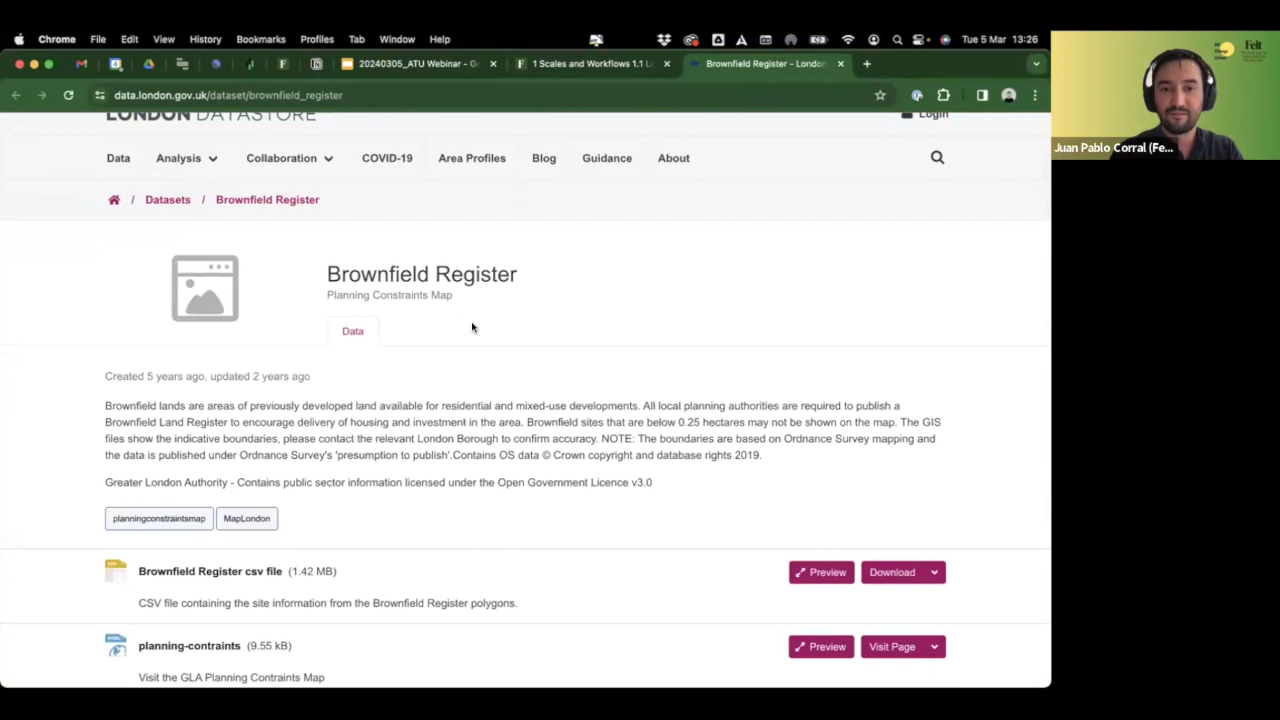 Chrome File Edit View History Bookmarks Profiles Tab Window Help Tue 5 Mar 13:26
20240305_ATU Webinar - G 1 Scales and Workflows 1.1 L Brownfield Register – London
data.london.gov.uk/dataset/brownfield_register
LONDON DATASTORE Login
Data Analysis Collaboration COVID-19 Area Profiles Blog Guidance About
/ Datasets / Brownfield Register
Brownfield Register
Planning Constraints Map
Data
Created 5 years ago, updated 2 years ago
Brownfield lands are areas of previously developed land available for residential and mixed-use developments. All local planning authorities are required to publish a
Brownfield Land Register to encourage delivery of housing and investment in the area. Brownfield sites that are below 0.25 hectares may not be shown on the map. The GIS
files show the indicative boundaries, please contact the relevant London Borough to confirm accuracy. NOTE: The boundaries are based on Ordnance Survey mapping and
the data is published under Ordnance Survey's 'presumption to publish'.Contains OS data © Crown copyright and database rights 2019.
Greater London Authority - Contains public sector information licensed under the Open Government Licence v3.0
planningconstraintsmap MapLondon
Brownfield Register csv file (1.42 MB) Preview Download
CSV file containing the site information from the Brownfield Register polygons.
planning-contraints (9.55 kB) Preview Visit Page
Visit the GLA Planning Contraints Map
Felt
Juan Pablo Corral (Fe...